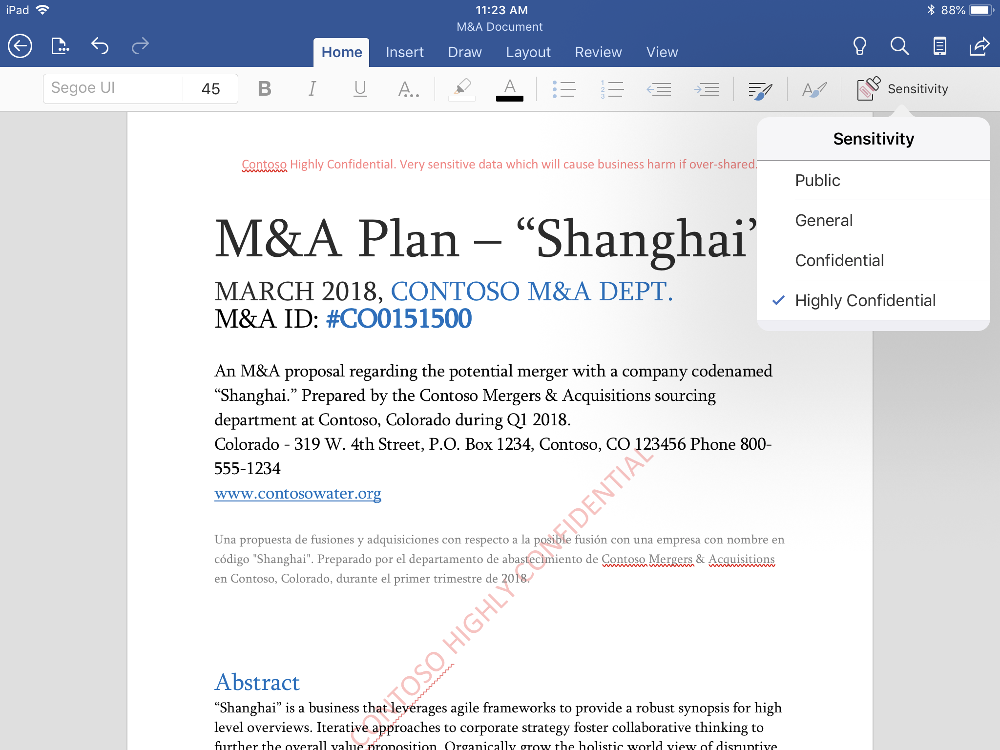 iPad 11:23 AM 88%
M&A Document
Home Insert Draw Layout Review View
Segoe UI 45 B I U A.. A 1 2 3 A Sensitivity
Sensitivity
Public
General
Confidential
Highly Confidential
Contoso Highly Confidential. Very sensitive data which will cause business harm if over-shared.
M&A Plan – “Shanghai”
MARCH 2018, CONTOSO M&A DEPT.
M&A ID: #CO0151500
An M&A proposal regarding the potential merger with a company codenamed
“Shanghai.” Prepared by the Contoso Mergers & Acquisitions sourcing
department at Contoso, Colorado during Q1 2018.
Colorado - 319 W. 4th Street, P.O. Box 1234, Contoso, CO 123456 Phone 800-
555-1234
www.contosowater.org
Una propuesta de fusiones y adquisiciones con respecto a la posible fusión con una empresa con nombre en
código "Shanghai". Preparado por el departamento de abastecimiento de Contoso Mergers & Acquisitions
en Contoso, Colorado, durante el primer trimestre de 2018.
CONTOSO HIGHLY CONFIDENTIAL
Abstract
“Shanghai” is a business that leverages agile frameworks to provide a robust synopsis for high
level overviews. Iterative approaches to corporate strategy foster collaborative thinking to
further the overall value proposition. Organically grow the holistic world view of disruptive